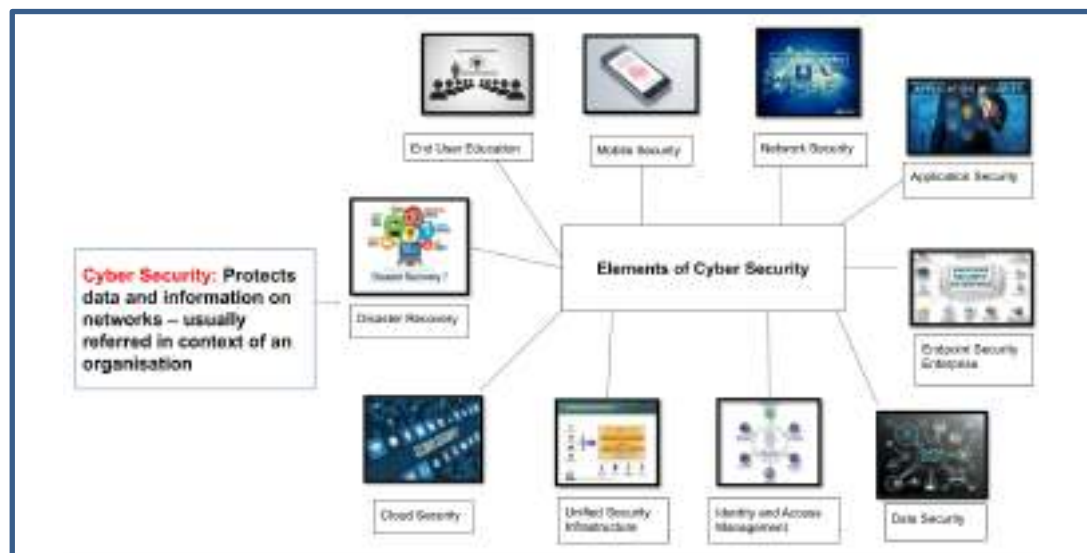 End User Education
Mobile Security
Network Security
Application Security
Elements of Cyber Security
Cyber Security: Protects
data and information on
networks – usually
referred in context of an
organisation
Disaster Recovery ?
Disaster Recovery
Endpoint Security
Enterprise
Cloud Security
Unified Security
Infrastructure
Identity and Access
Management
Data Security